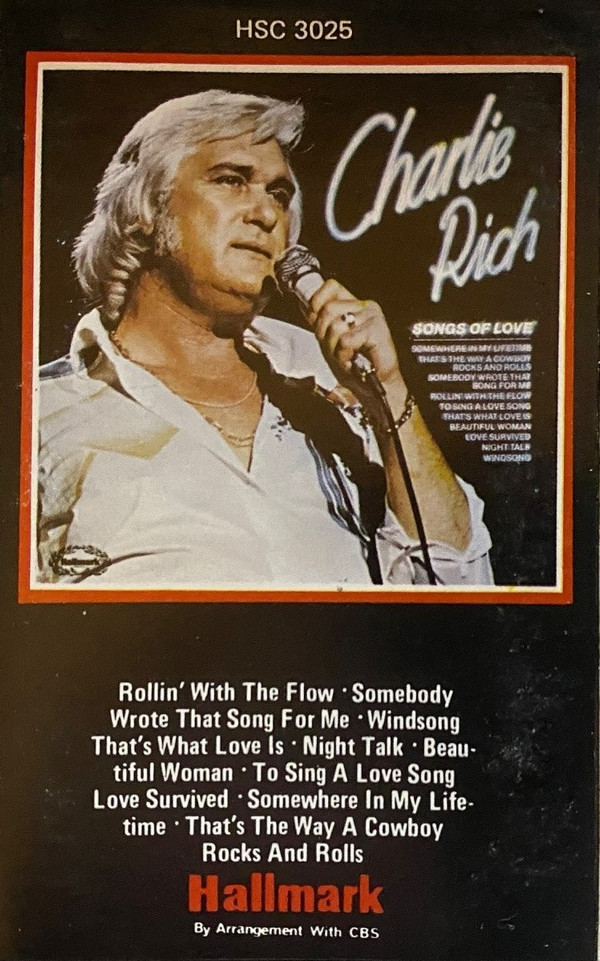 HSC 3025
Charlie
Rich
SONGS OF LOVE
SOMEWHERE IN MY LIFETIME
THAT'S THE WAY A COWBOY
ROCKS AND ROLLS
SOMEBODY WROTE THAT
SONG FOR ME
ROLLIN' WITH THE FLOW
TO SING A LOVE SONG
THAT'S WHAT LOVE IS
BEAUTIFUL WOMAN
LOVE SURVIVED
NIGHT TALK
WINDSONG
Hallmark
Rollin' With The Flow · Somebody
Wrote That Song For Me · Windsong
That's What Love Is · Night Talk · Beau-
tiful Woman · To Sing A Love Song
Love Survived · Somewhere In My Life-
time · That's The Way A Cowboy
Rocks And Rolls
Hallmark
By Arrangement With CBS